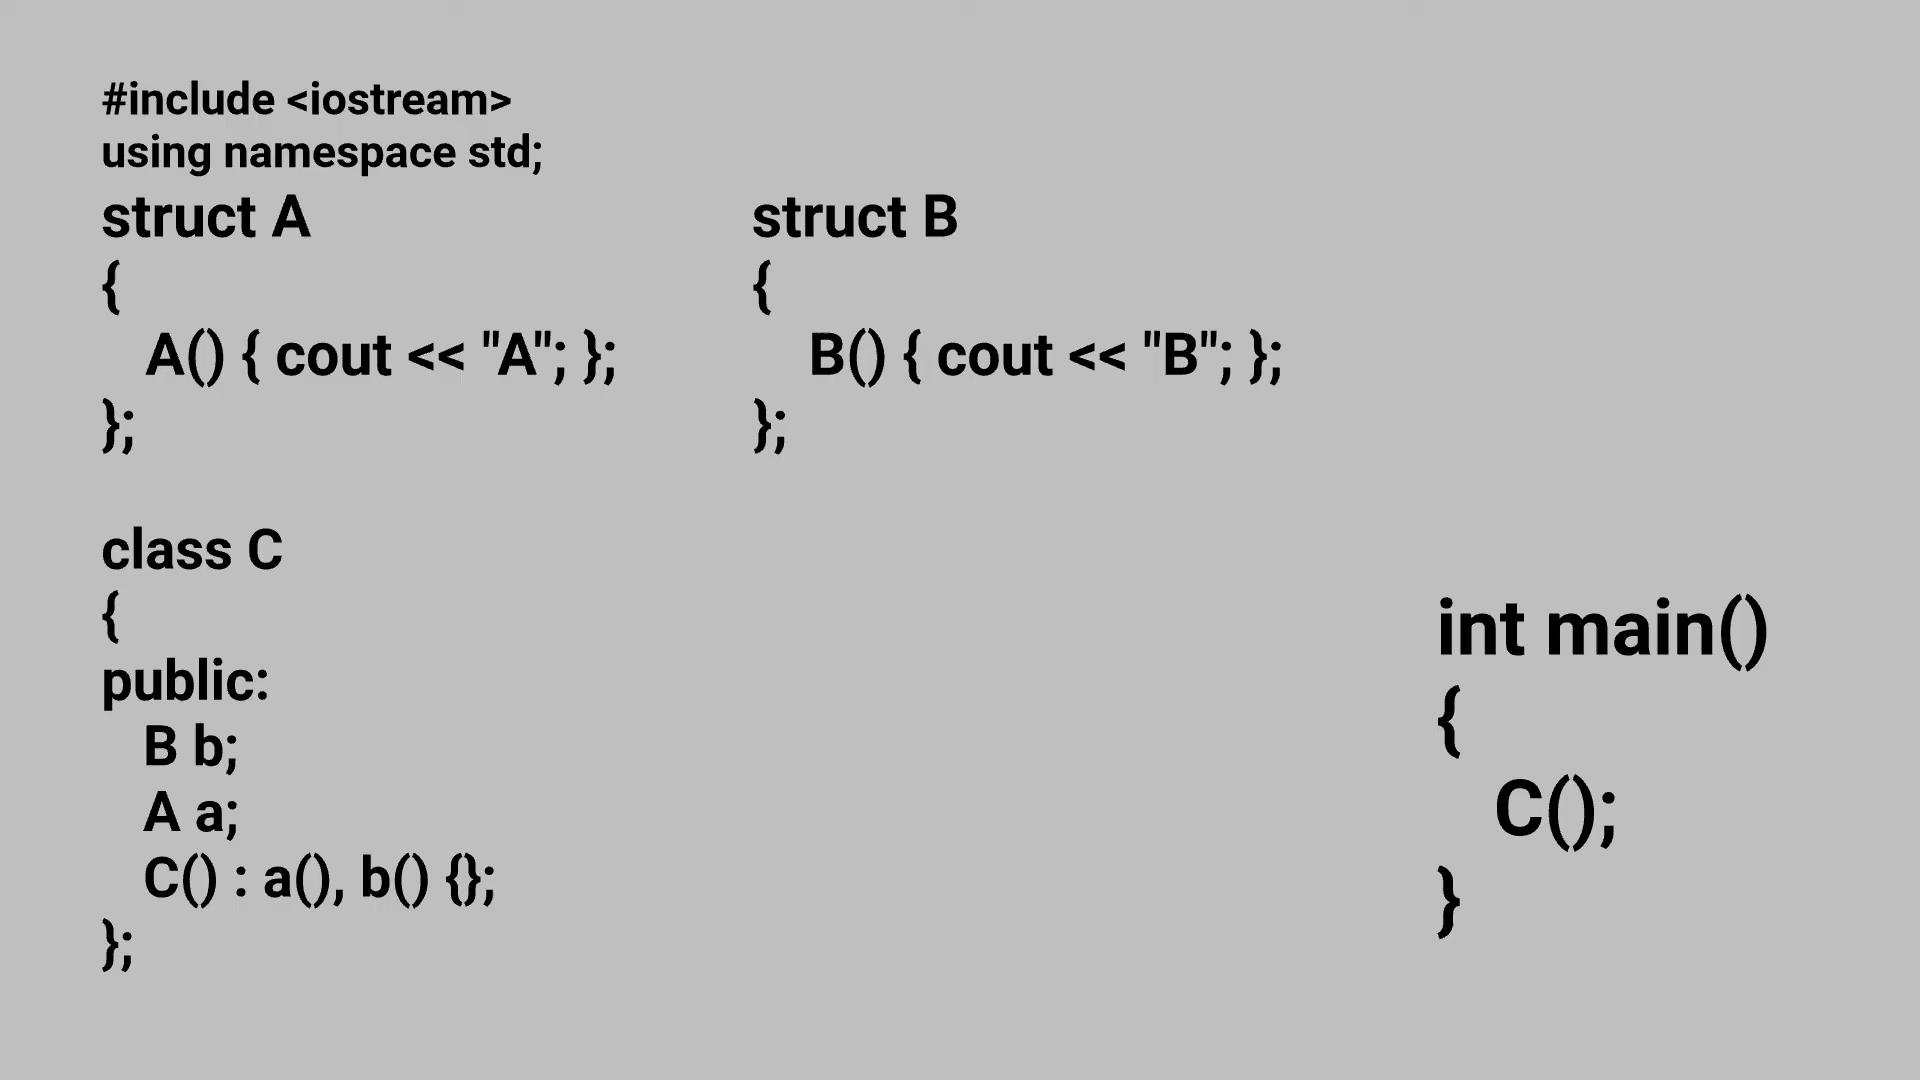 #include <iostream>
using namespace std;
struct A
{
A() { cout << "A"; };
};
struct B
{
B() { cout << "B"; };
};
class C
{
public:
B b;
A a;
C() : a(), b() {};
};
int main()
{
C();
}